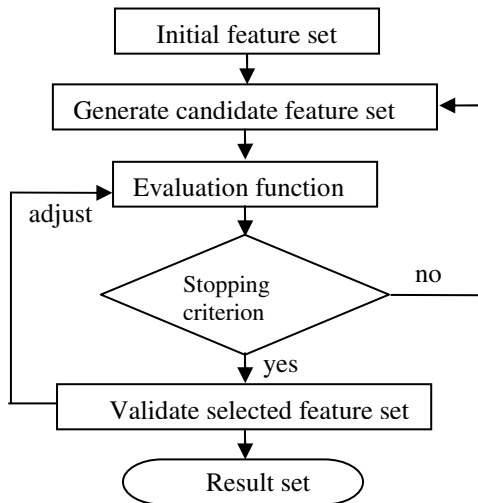 Initial feature set
Generate candidate feature set
Evaluation function
adjust
Stopping
criterion
no
yes
Validate selected feature set
Result set